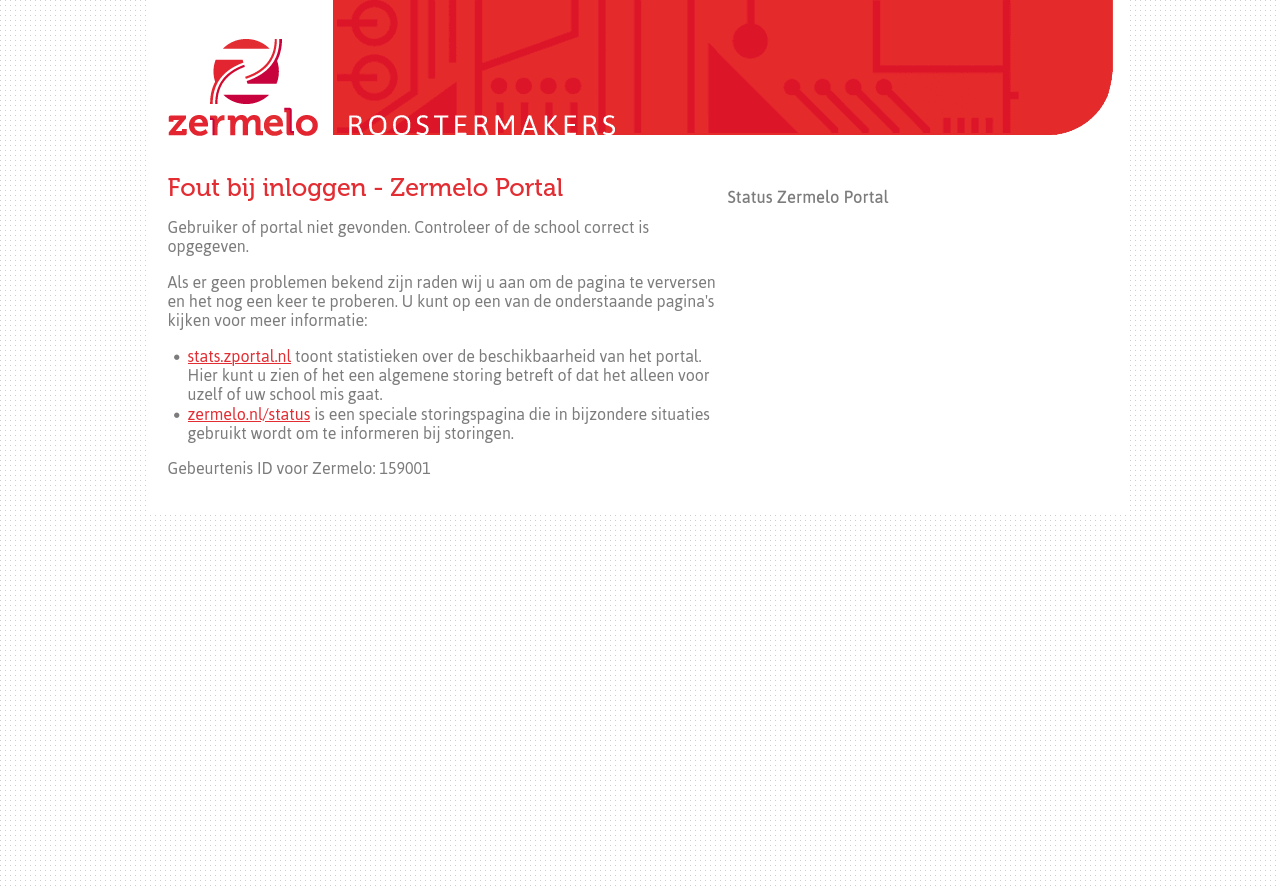 zermelo
ROOSTERMAKERS
Fout bij inloggen - Zermelo Portal
Gebruiker of portal niet gevonden. Controleer of de school correct is
opgegeven.
Als er geen problemen bekend zijn raden wij u aan om de pagina te verversen
en het nog een keer te proberen. U kunt op een van de onderstaande pagina's
kijken voor meer informatie:
• stats.zportal.nl toont statistieken over de beschikbaarheid van het portal.
Hier kunt u zien of het een algemene storing betreft of dat het alleen voor
uzelf of uw school mis gaat.
• zermelo.nl/status is een speciale storingspagina die in bijzondere situaties
gebruikt wordt om te informeren bij storingen.
Gebeurtenis ID voor Zermelo: 159001
Status Zermelo Portal